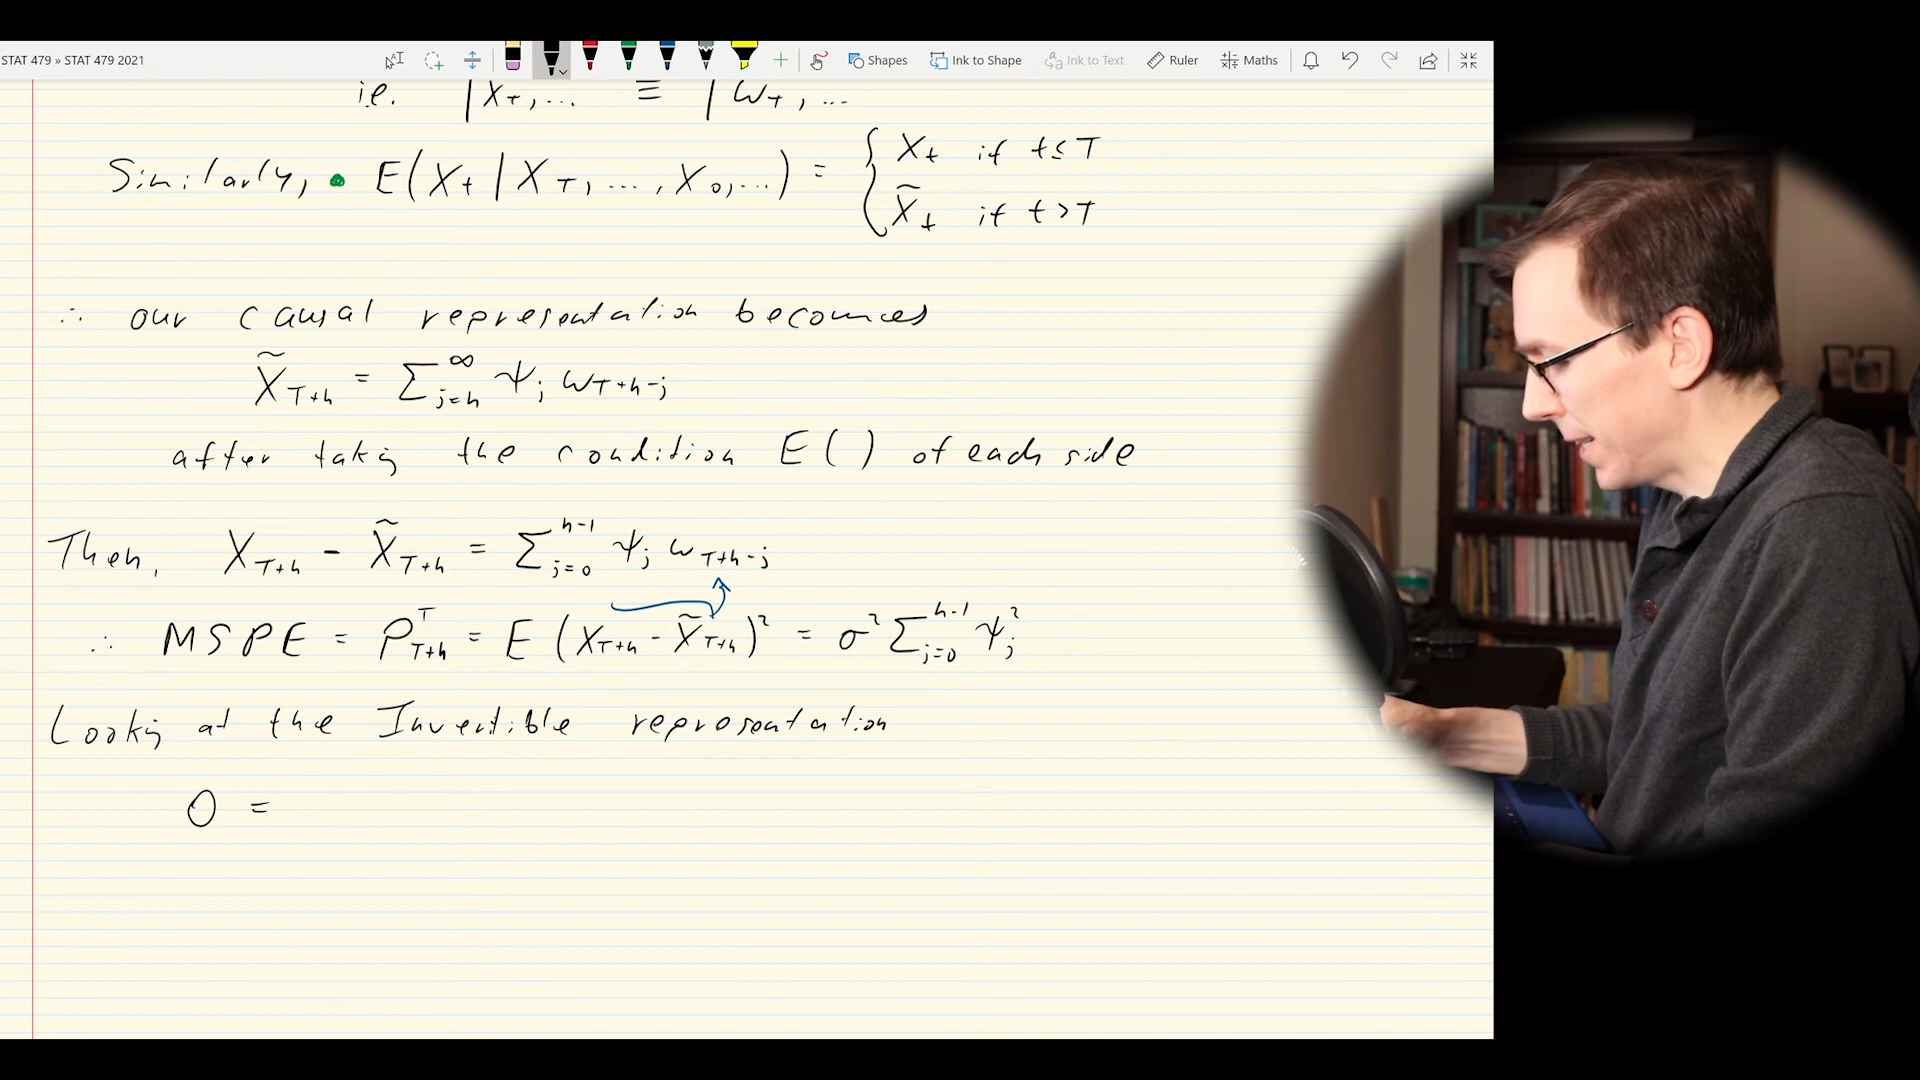 STAT 479 » STAT 479 2021
Shapes Ink to Shape Ink to Text Ruler Maths
i.e. | X_T, ... ≡ | W_T, ...
Similarly, • E(X_t | X_T, ..., X_0, ...) = { X_t if t ≤ T
X̃_t if t > T
∴ our causal representation becomes
X̃_{T+h} = Σ_{j=h}^∞ ψ_j w_{T+h-j}
after takig the condition E( ) of each side
Then, X_{T+h} - X̃_{T+h} = Σ_{j=0}^{h-1} ψ_j w_{T+h-j}
∴ MSPE = P_{T+h}^T = E (X_{T+h} - X̃_{T+h})² = σ² Σ_{j=0}^{h-1} ψ_j²
Lookig at the Invertible representation
0 =